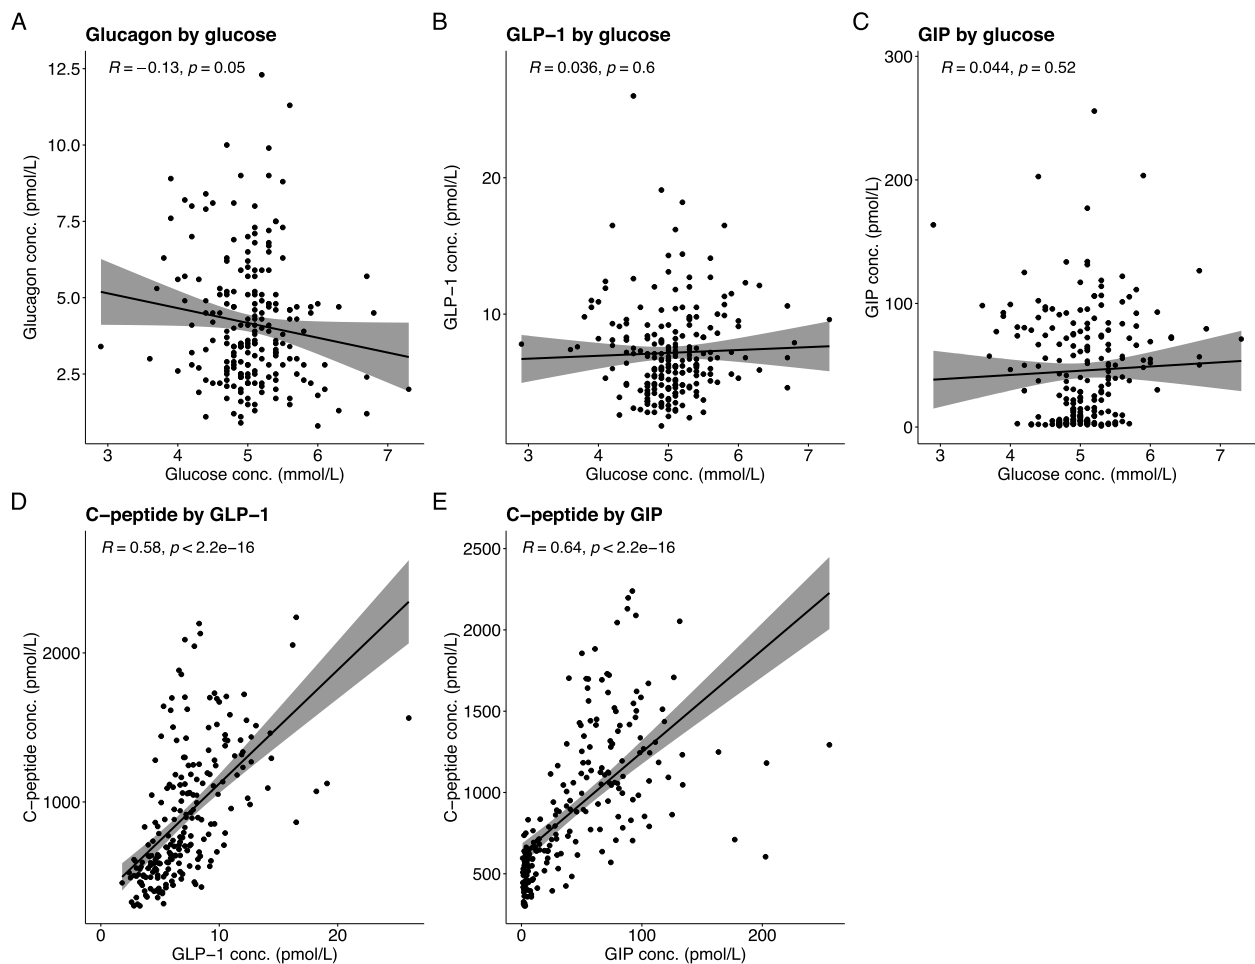 A
Glucagon by glucose
R = −0.13, p = 0.05
12.5
10.0
7.5
5.0
2.5
Glucagon conc. (pmol/L)
3 4 5 6 7
Glucose conc. (mmol/L)
B
GLP−1 by glucose
R = 0.036, p = 0.6
20
10
GLP−1 conc. (pmol/L)
3 4 5 6 7
Glucose conc. (mmol/L)
C
GIP by glucose
R = 0.044, p = 0.52
300
200
100
0
GIP conc. (pmol/L)
3 4 5 6 7
Glucose conc. (mmol/L)
D
C−peptide by GLP−1
R = 0.58, p < 2.2e−16
2000
1000
C−peptide conc. (pmol/L)
0 10 20
GLP−1 conc. (pmol/L)
E
C−peptide by GIP
R = 0.64, p < 2.2e−16
2500
2000
1500
1000
500
C−peptide conc. (pmol/L)
0 100 200
GIP conc. (pmol/L)